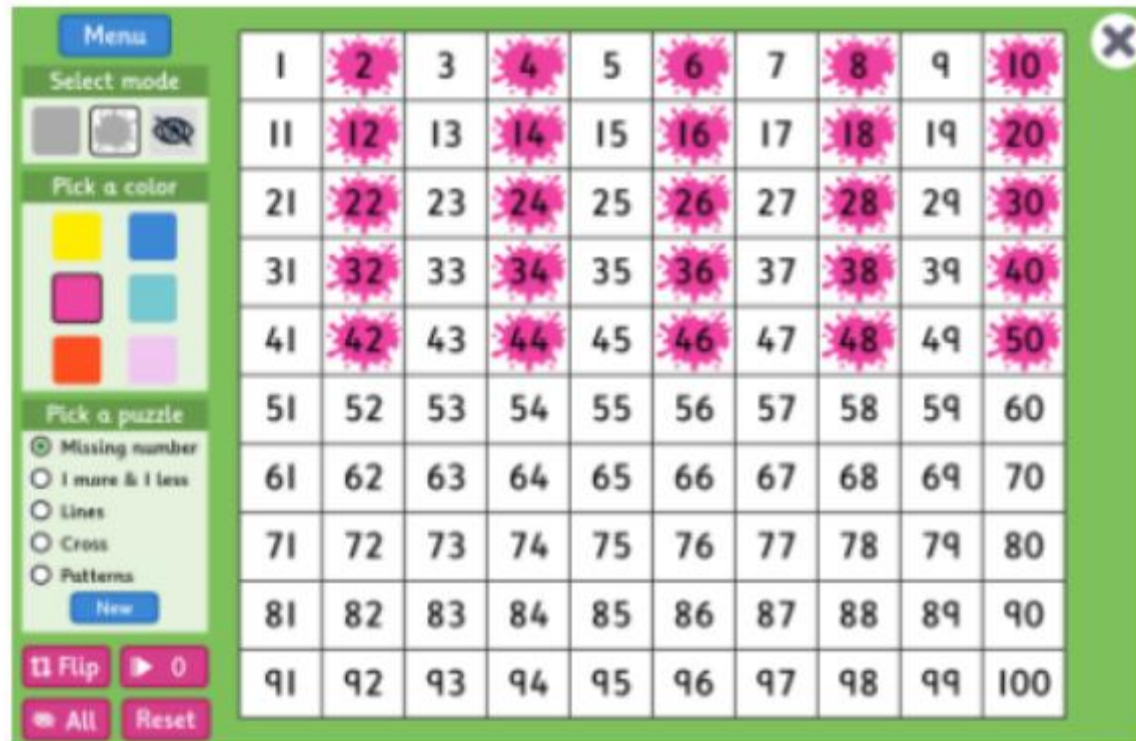 Menu
Select mode
Pick a color
Pick a puzzle
Missing number
1 more & 1 less
Lines
Cross
Patterns
New
Flip
0
All
Reset
1 2 3 4 5 6 7 8 9 10
11 12 13 14 15 16 17 18 19 20
21 22 23 24 25 26 27 28 29 30
31 32 33 34 35 36 37 38 39 40
41 42 43 44 45 46 47 48 49 50
51 52 53 54 55 56 57 58 59 60
61 62 63 64 65 66 67 68 69 70
71 72 73 74 75 76 77 78 79 80
81 82 83 84 85 86 87 88 89 90
91 92 93 94 95 96 97 98 99 100